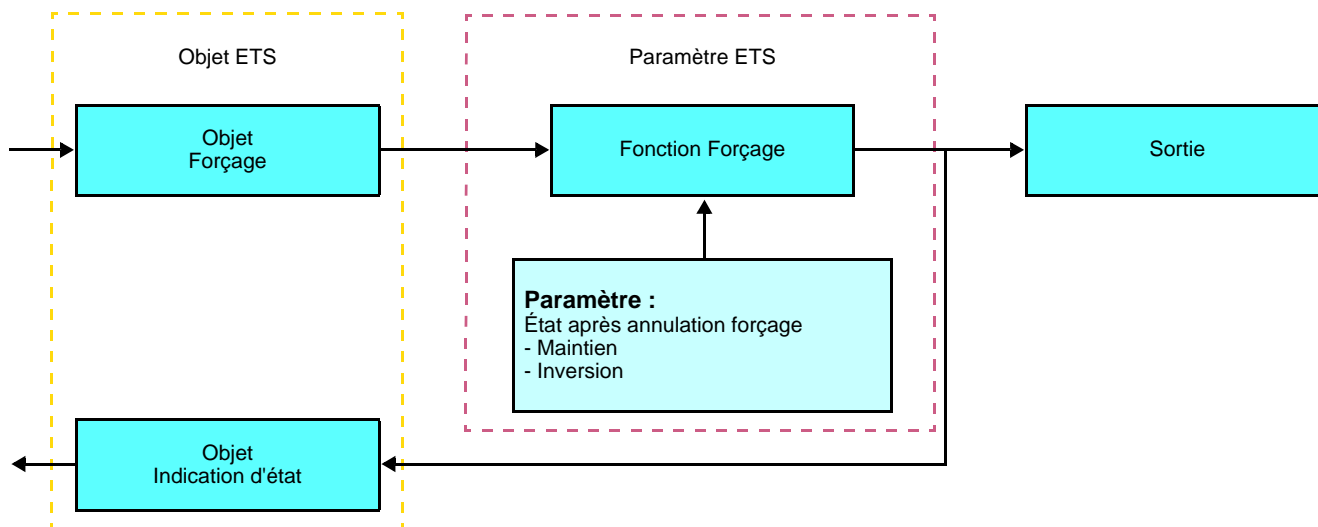 Objet ETS
Paramètre ETS
Objet
Forçage
Fonction Forçage
Sortie
Paramètre :
État après annulation forçage
- Maintien
- Inversion
Objet
Indication d'état